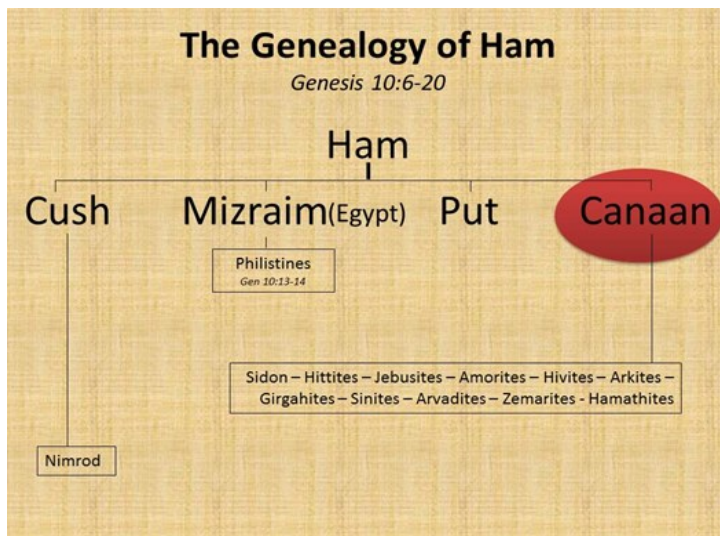 The Genealogy of Ham
Genesis 10:6-20
Ham
Cush
Mizraim(Egypt)
Put
Canaan
Philistines
Gen 10:13-14
Sidon – Hittites – Jebusites – Amorites – Hivites – Arkites –
Girgahites – Sinites – Arvadites – Zemarites - Hamathites
Nimrod